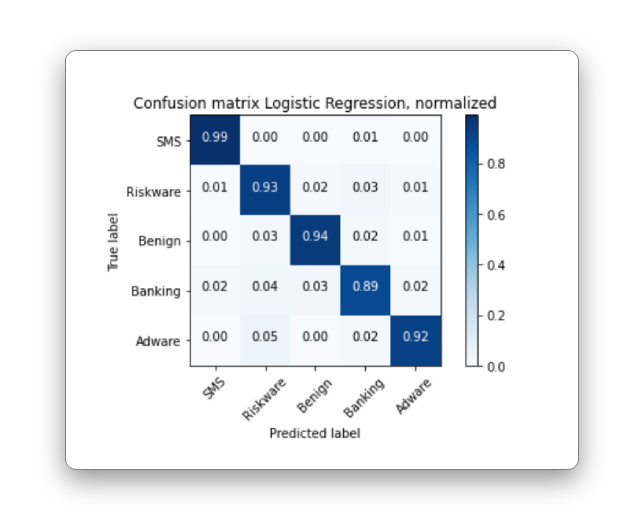 Confusion matrix Logistic Regression, normalized
True label
SMS 0.99 0.00 0.00 0.01 0.00
Riskware 0.01 0.93 0.02 0.03 0.01
Benign 0.00 0.03 0.94 0.02 0.01
Banking 0.02 0.04 0.03 0.89 0.02
Adware 0.00 0.05 0.00 0.02 0.92
SMS Riskware Benign Banking Adware
Predicted label
0.8
0.6
0.4
0.2
0.0